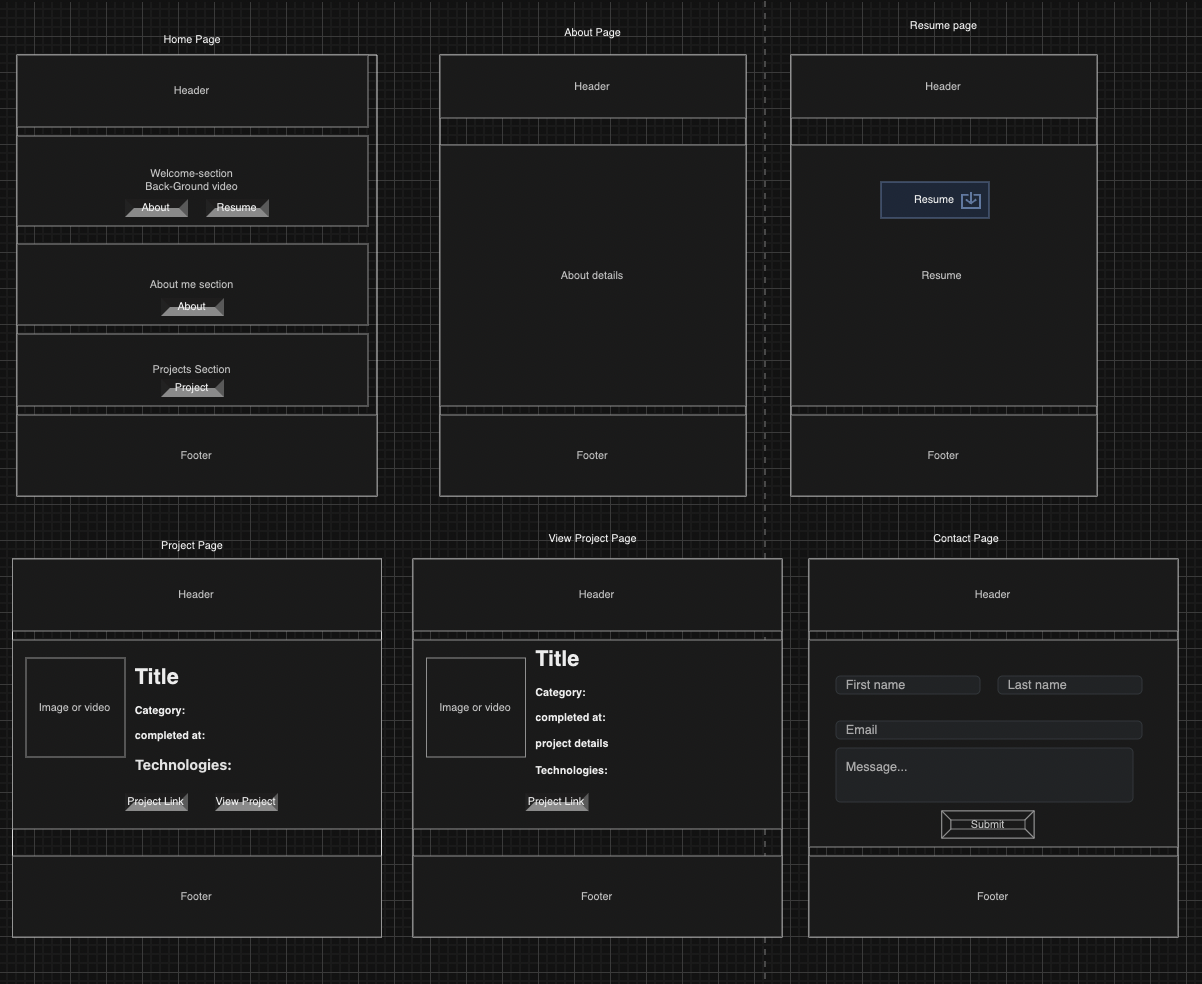 Home Page
Header
Welcome-section
Back-Ground video
About
Resume
About me section
About
Projects Section
Project
Footer
About Page
Header
About details
Footer
Resume page
Header
Resume
Resume
Footer
Project Page
Header
Image or video
Title
Category:
completed at:
Technologies:
Project Link
View Project
Footer
View Project Page
Header
Image or video
Title
Category:
completed at:
project details
Technologies:
Project Link
Footer
Contact Page
Header
First name
Last name
Email
Message...
Submit
Footer